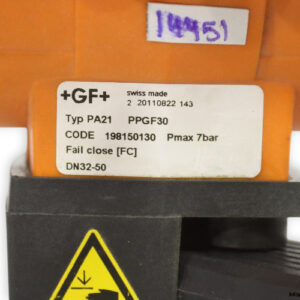 14451
+GF+ swiss made
2 20110822 143
Typ PA21 PPGF30
CODE 198150130 Pmax 7bar
Fail close [FC]
DN32-50